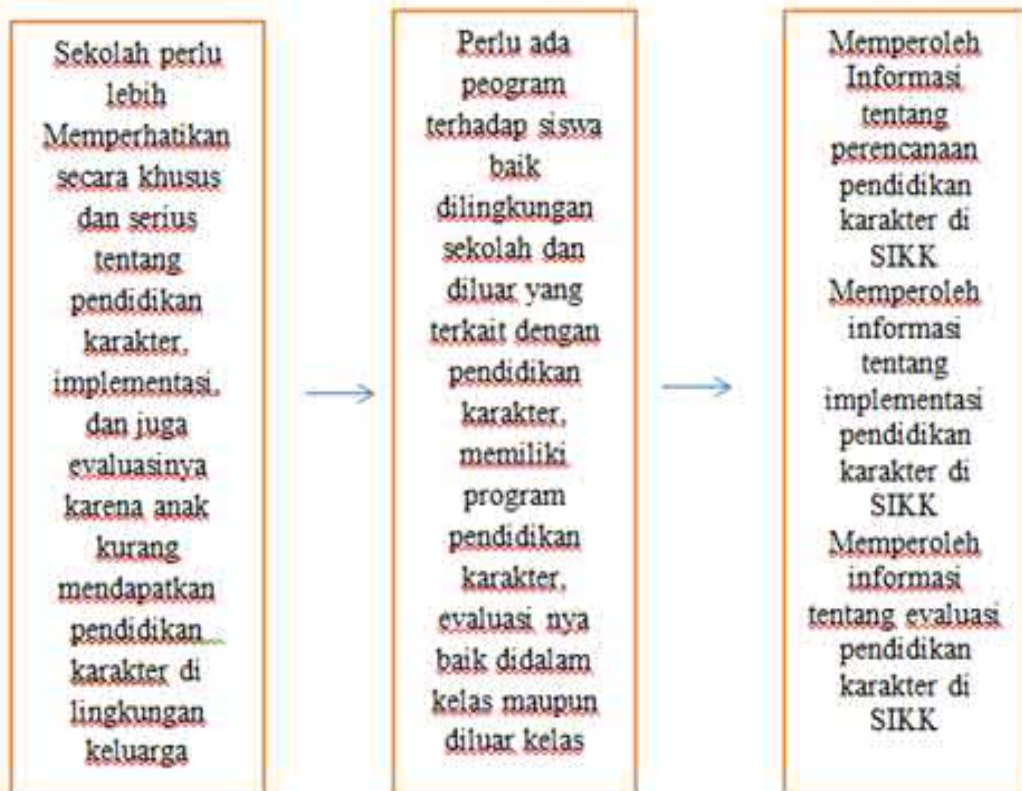 Sekolah perlu
lebih
Memperhatikan
secara khusus
dan serius
tentang
pendidikan
karakter,
implementasi,
dan juga
evaluasinya
karena anak
kurang
mendapatkan
pendidikan
karakter di
lingkungan
keluarga
Perlu ada
peogram
terhadap siswa
baik
dilingkungan
sekolah dan
diluar yang
terkait dengan
pendidikan
karakter,
memiliki
program
pendidikan
karakter,
evaluasi nya
baik didalam
kelas maupun
diluar kelas
Memperoleh
Informasi
tentang
perencanaan
pendidikan
karakter di
SIKK
Memperoleh
informasi
tentang
implementasi
pendidikan
karakter di
SIKK
Memperoleh
informasi
tentang evaluasi
pendidikan
karakter di
SIKK